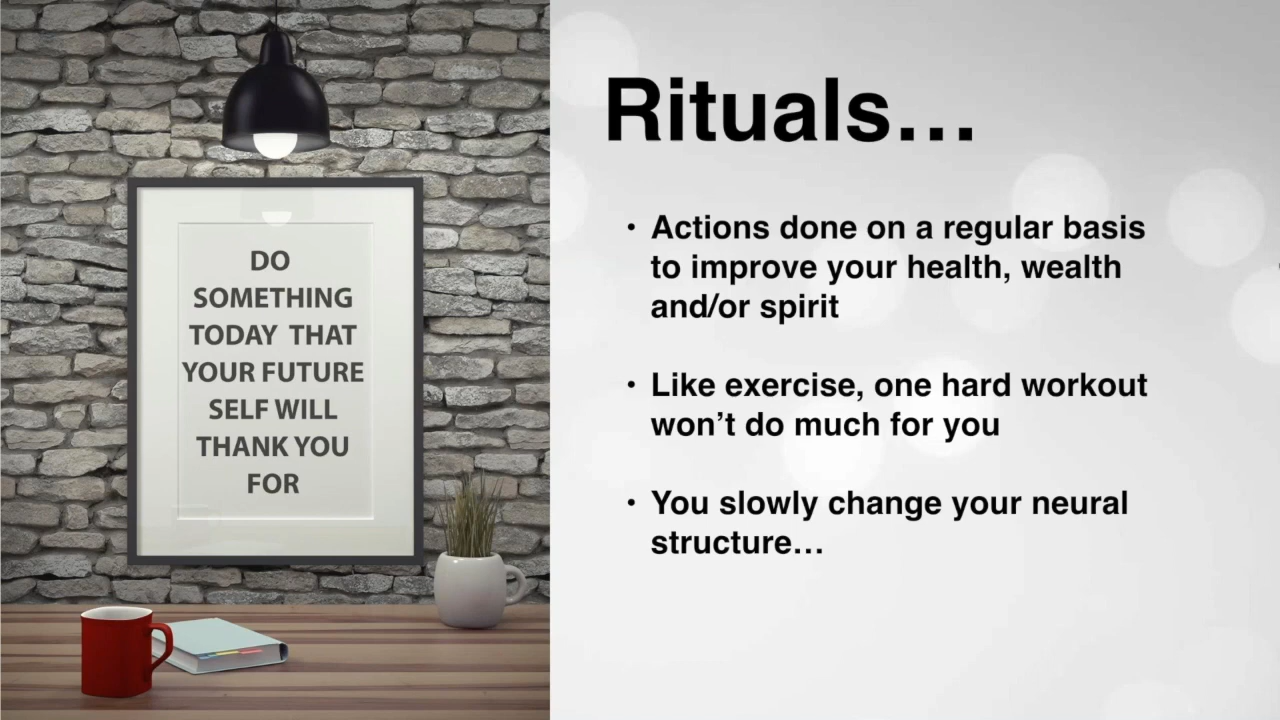 DO
SOMETHING
TODAY THAT
YOUR FUTURE
SELF WILL
THANK YOU
FOR
Rituals…
• Actions done on a regular basis
to improve your health, wealth
and/or spirit
• Like exercise, one hard workout
won’t do much for you
• You slowly change your neural
structure…